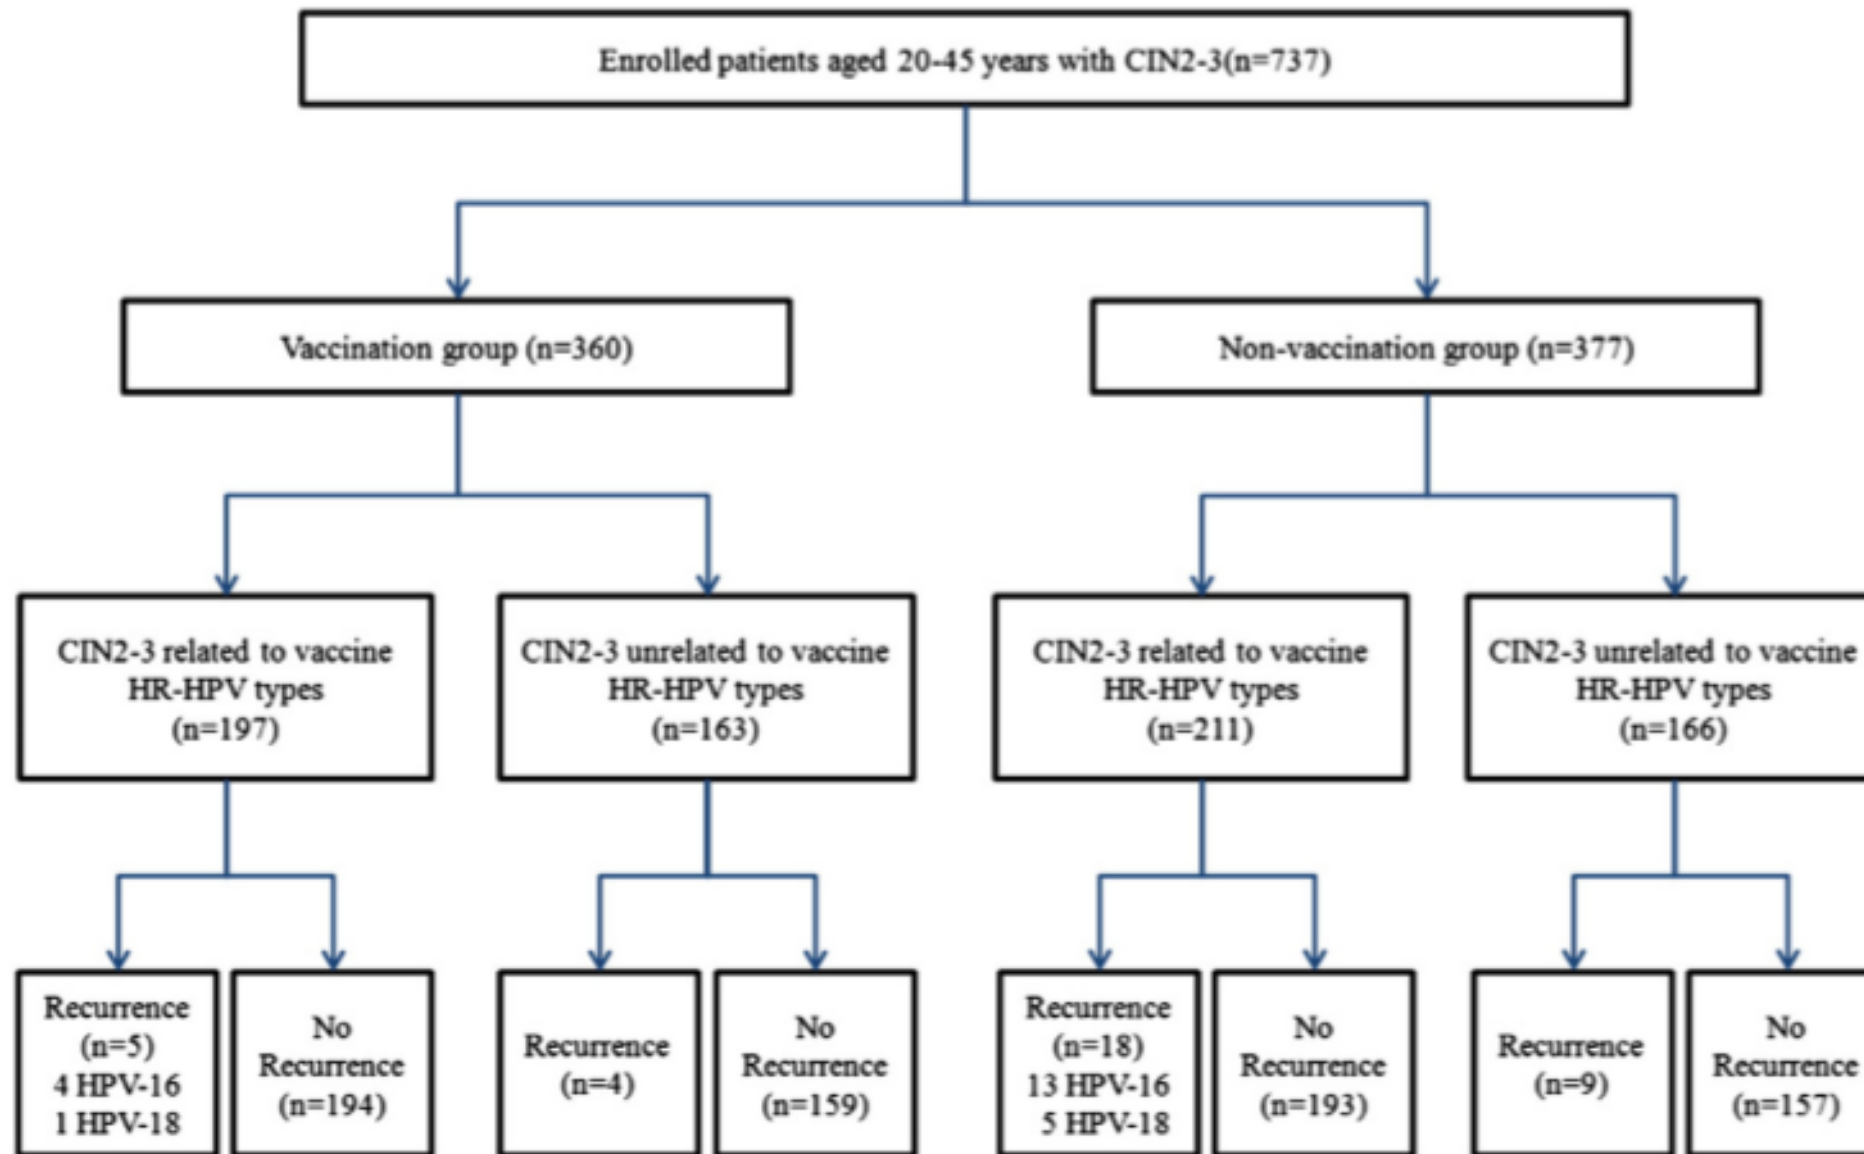 Enrolled patients aged 20-45 years with CIN2-3(n=737)
Vaccination group (n=360)
Non-vaccination group (n=377)
CIN2-3 related to vaccine
HR-HPV types
(n=197)
CIN2-3 unrelated to vaccine
HR-HPV types
(n=163)
CIN2-3 related to vaccine
HR-HPV types
(n=211)
CIN2-3 unrelated to vaccine
HR-HPV types
(n=166)
Recurrence
(n=5)
4 HPV-16
1 HPV-18
No
Recurrence
(n=194)
Recurrence
(n=4)
No
Recurrence
(n=159)
Recurrence
(n=18)
13 HPV-16
5 HPV-18
No
Recurrence
(n=193)
Recurrence
(n=9)
No
Recurrence
(n=157)